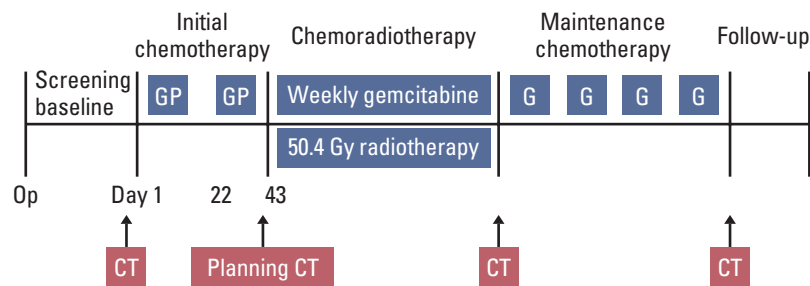 Initial
chemotherapy
Chemoradiotherapy
Maintenance
chemotherapy
Follow-up
Screening
baseline
GP
GP
Weekly gemcitabine
G
G
G
G
50.4 Gy radiotherapy
Op
Day 1
22
43
CT
Planning CT
CT
CT